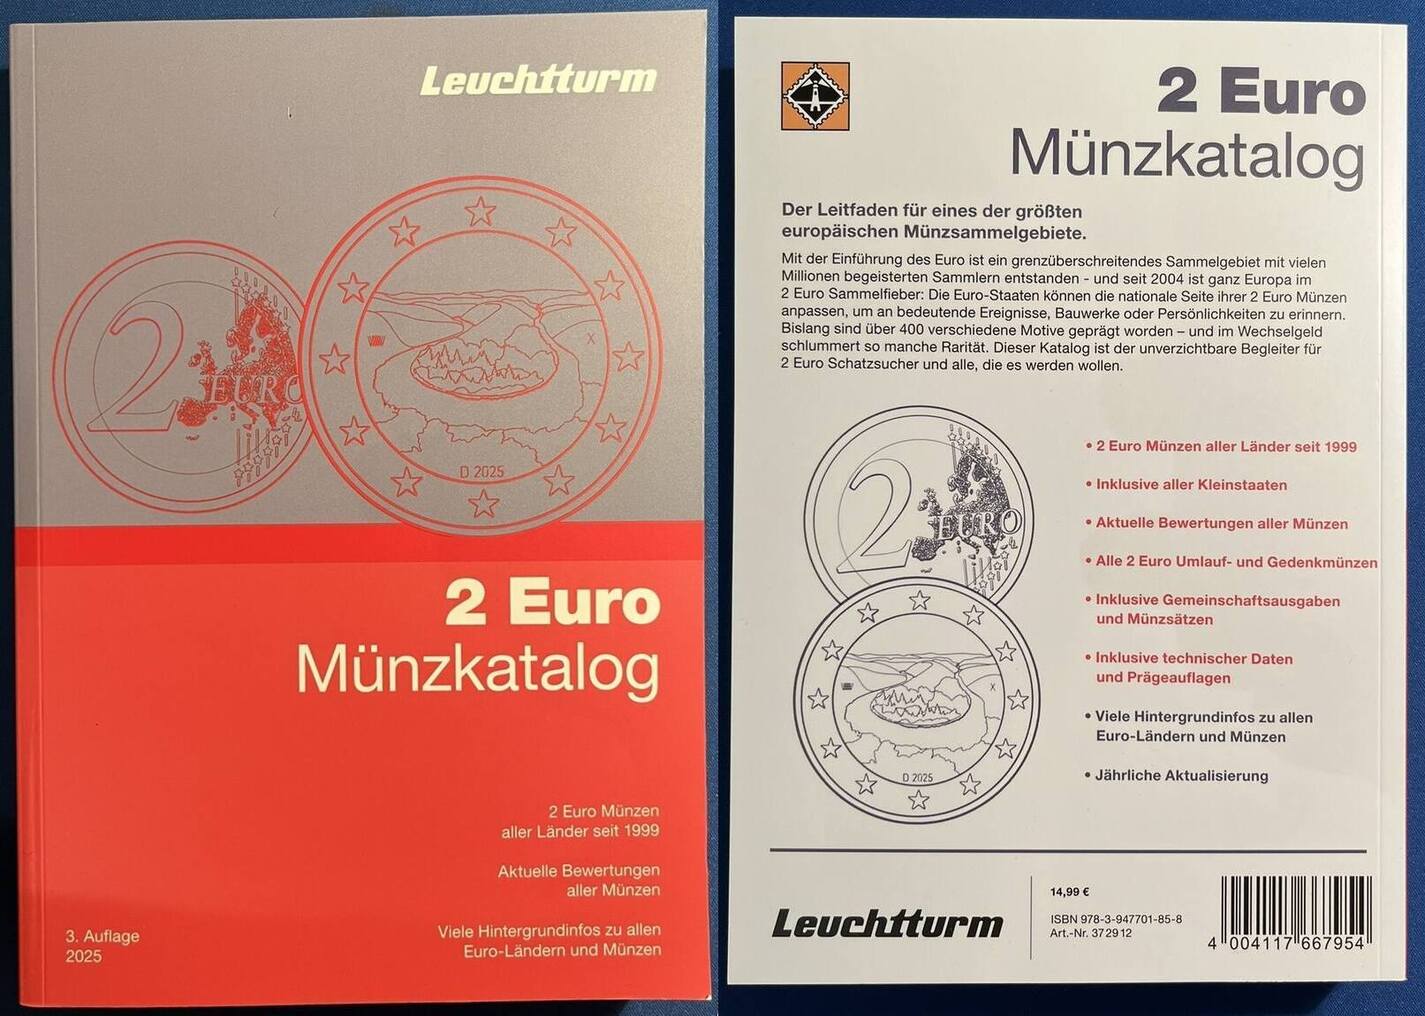 Leuchtturm
2 EURO
D 2025
X
2 Euro
Münzkatalog
2 Euro Münzen
aller Länder seit 1999
Aktuelle Bewertungen
aller Münzen
Viele Hintergrundinfos zu allen
Euro-Ländern und Münzen
3. Auflage
2025
2 Euro
Münzkatalog
Der Leitfaden für eines der größten
europäischen Münzsammelgebiete.
Mit der Einführung des Euro ist ein grenzüberschreitendes Sammelgebiet mit vielen
Millionen begeisterten Sammlern entstanden - und seit 2004 ist ganz Europa im
2 Euro Sammelfieber: Die Euro-Staaten können die nationale Seite ihrer 2 Euro Münzen
anpassen, um an bedeutende Ereignisse, Bauwerke oder Persönlichkeiten zu erinnern.
Bislang sind über 400 verschiedene Motive geprägt worden – und im Wechselgeld
schlummert so manche Rarität. Dieser Katalog ist der unverzichtbare Begleiter für
2 Euro Schatzsucher und alle, die es werden wollen.
2 EURO
X
D 2025
• 2 Euro Münzen aller Länder seit 1999
• Inklusive aller Kleinstaaten
• Aktuelle Bewertungen aller Münzen
• Alle 2 Euro Umlauf- und Gedenkmünzen
• Inklusive Gemeinschaftsausgaben
und Münzsätzen
• Inklusive technischer Daten
und Prägeauflagen
• Viele Hintergrundinfos zu allen
Euro-Ländern und Münzen
• Jährliche Aktualisierung
Leuchtturm
14,99 €
ISBN 978-3-947701-85-8
Art.-Nr. 372912
4 004117 667954